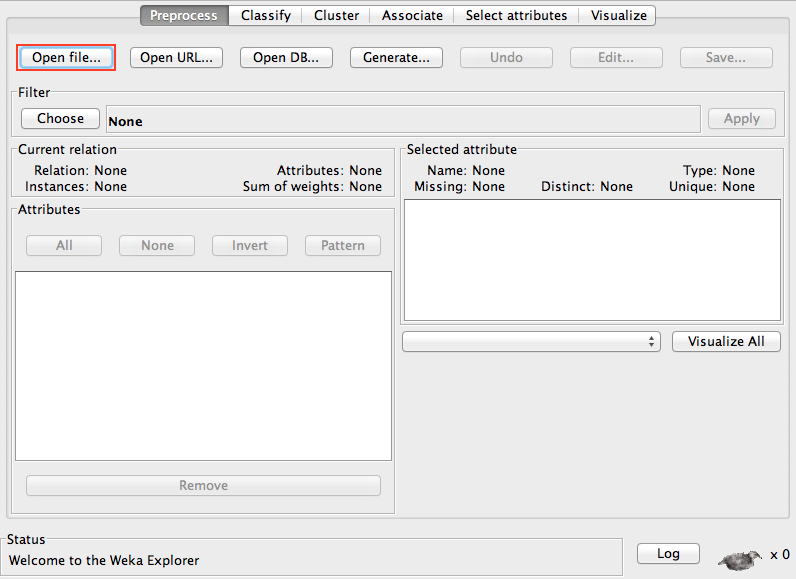 Preprocess Classify Cluster Associate Select attributes Visualize
Open file... Open URL... Open DB... Generate... Undo Edit... Save...
Filter
Choose None Apply
Current relation
Relation: None Attributes: None
Instances: None Sum of weights: None
Selected attribute
Name: None Type: None
Missing: None Distinct: None Unique: None
Attributes
All None Invert Pattern
Visualize All
Remove
Status
Welcome to the Weka Explorer
Log x 0